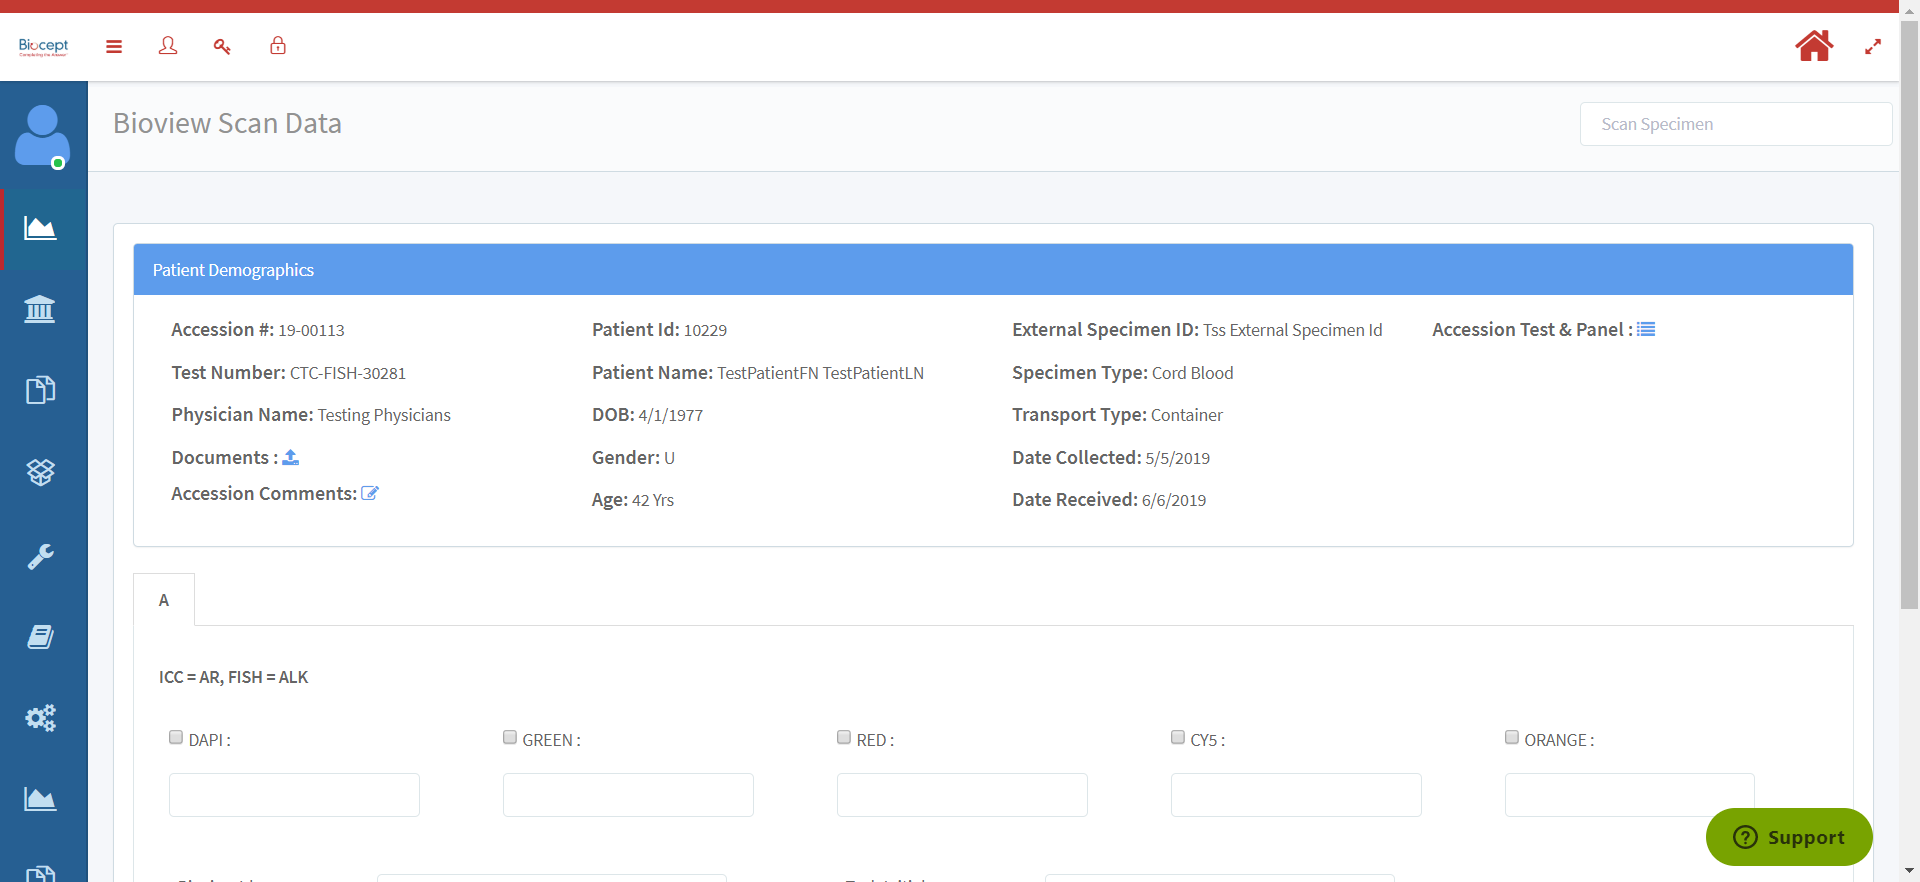 Biocept
Bioview Scan Data
Scan Specimen
Patient Demographics
Accession #: 19-00113
Patient Id: 10229
External Specimen ID: Tss External Specimen Id
Accession Test & Panel :
Test Number: CTC-FISH-30281
Patient Name: TestPatientFN TestPatientLN
Specimen Type: Cord Blood
Physician Name: Testing Physicians
DOB: 4/1/1977
Transport Type: Container
Documents :
Gender: U
Date Collected: 5/5/2019
Accession Comments:
Age: 42 Yrs
Date Received: 6/6/2019
A
ICC = AR, FISH = ALK
DAPI :
GREEN :
RED :
CY5 :
ORANGE :
Support